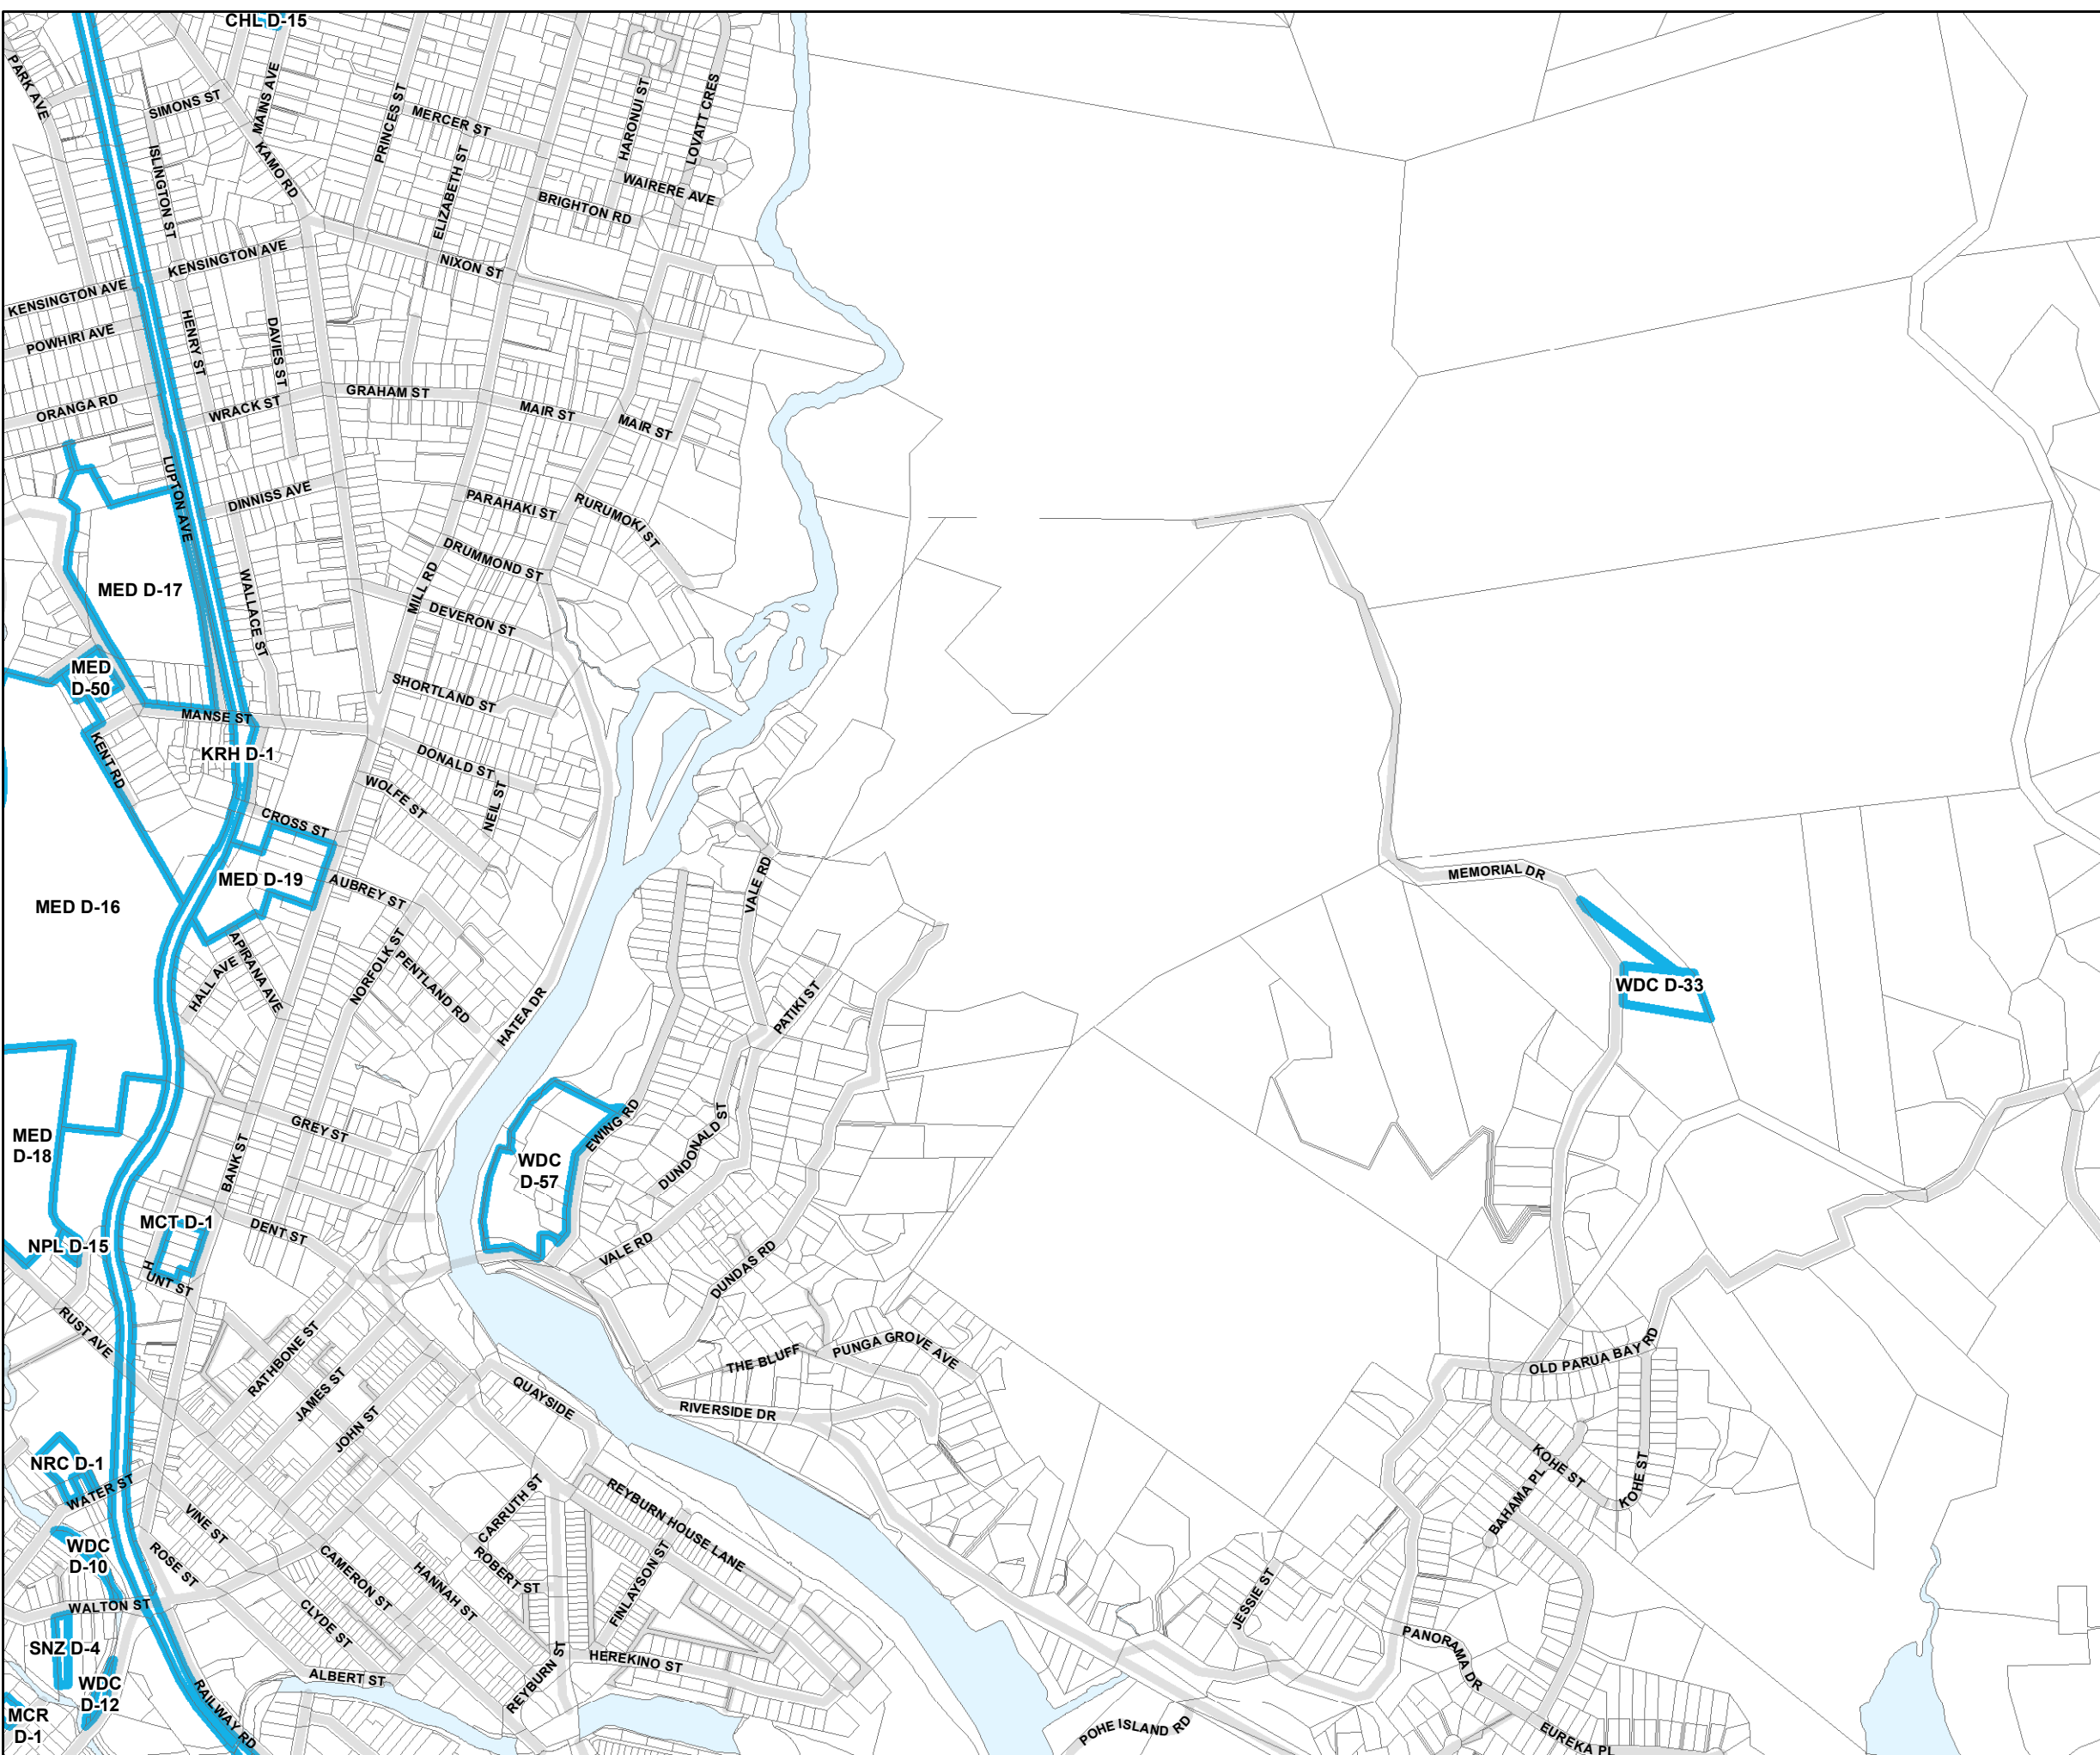 CHL D-15
PARK AVE
SIMONS ST
MAINS AVE
KAMO RD
ISLINGTON ST
PRINCES ST
MERCER ST
ELIZABETH ST
HARONUI ST
LOVATT CRES
WAIRERE AVE
BRIGHTON RD
NIXON ST
KENSINGTON AVE
KENSINGTON AVE
POWHIRI AVE
HENRY ST
DAVIES ST
ORANGA RD
WRACK ST
GRAHAM ST
MAIR ST
MAIR ST
LUPTON AVE
DINNISS AVE
PARAHAKI ST
RURUMOKI ST
DRUMMOND ST
MED D-17
WALLACE ST
MILL RD
DEVERON ST
MED
D-50
SHORTLAND ST
MANSE ST
KENT RD
KRH D-1
DONALD ST
WOLFE ST
NEIL ST
CROSS ST
MED D-19
AUBREY ST
VALE RD
MEMORIAL DR
MED D-16
APIRANA AVE
HALL AVE
NORFOLK ST
PENTLAND RD
HATEA DR
PATIKI ST
WDC D-33
GREY ST
EWING RD
DUNDONALD ST
MED
D-18
BANK ST
WDC
D-57
MCT D-1
DENT ST
NPL D-15
HUNT ST
VALE RD
DUNDAS RD
RUST AVE
RATHBONE ST
JAMES ST
JOHN ST
QUAYSIDE
THE BLUFF
PUNGA GROVE AVE
RIVERSIDE DR
OLD PARUA BAY RD
KOHE ST
KOHE ST
BAHAMA PL
NRC D-1
WATER ST
VINE ST
CARRUTH ST
REYBURN HOUSE LANE
WDC
D-10
ROSE ST
CAMERON ST
HANNAH ST
ROBERT ST
FINLAYSON ST
JESSIE ST
WALTON ST
CLYDE ST
SNZ D-4
ALBERT ST
REYBURN ST
HEREKINO ST
PANORAMA DR
WDC
D-12
RAILWAY RD
MCR
D-1
POHE ISLAND RD
EUREKA PL